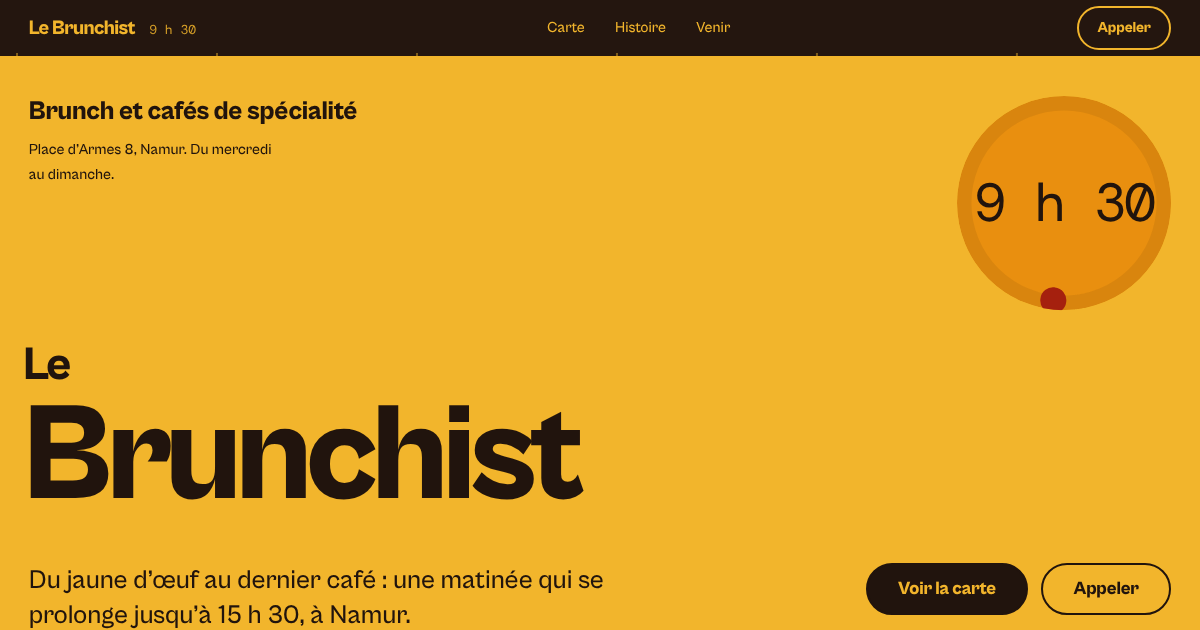 Le Brunchist 9 h 30
Carte Histoire Venir
Appeler
Brunch et cafés de spécialité
Place d’Armes 8, Namur. Du mercredi
au dimanche.
9 h 30
Le
Brunchist
Du jaune d’œuf au dernier café : une matinée qui se
prolonge jusqu’à 15 h 30, à Namur.
Voir la carte
Appeler